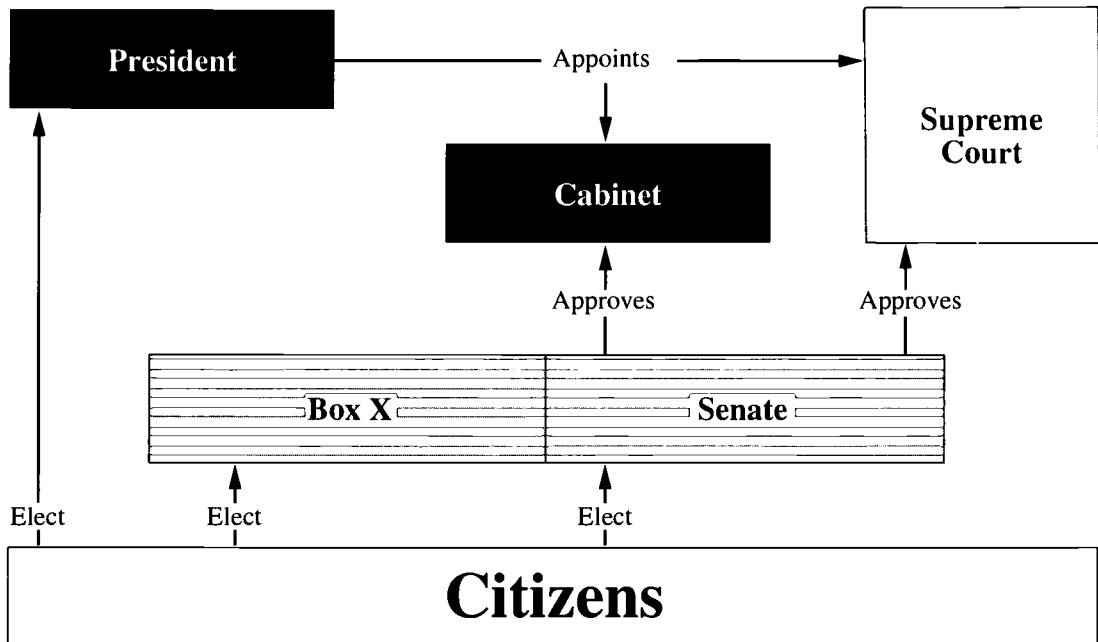 President
Appoints
Supreme
Court
Cabinet
Approves
Approves
Box X
Senate
Elect
Elect
Elect
Citizens